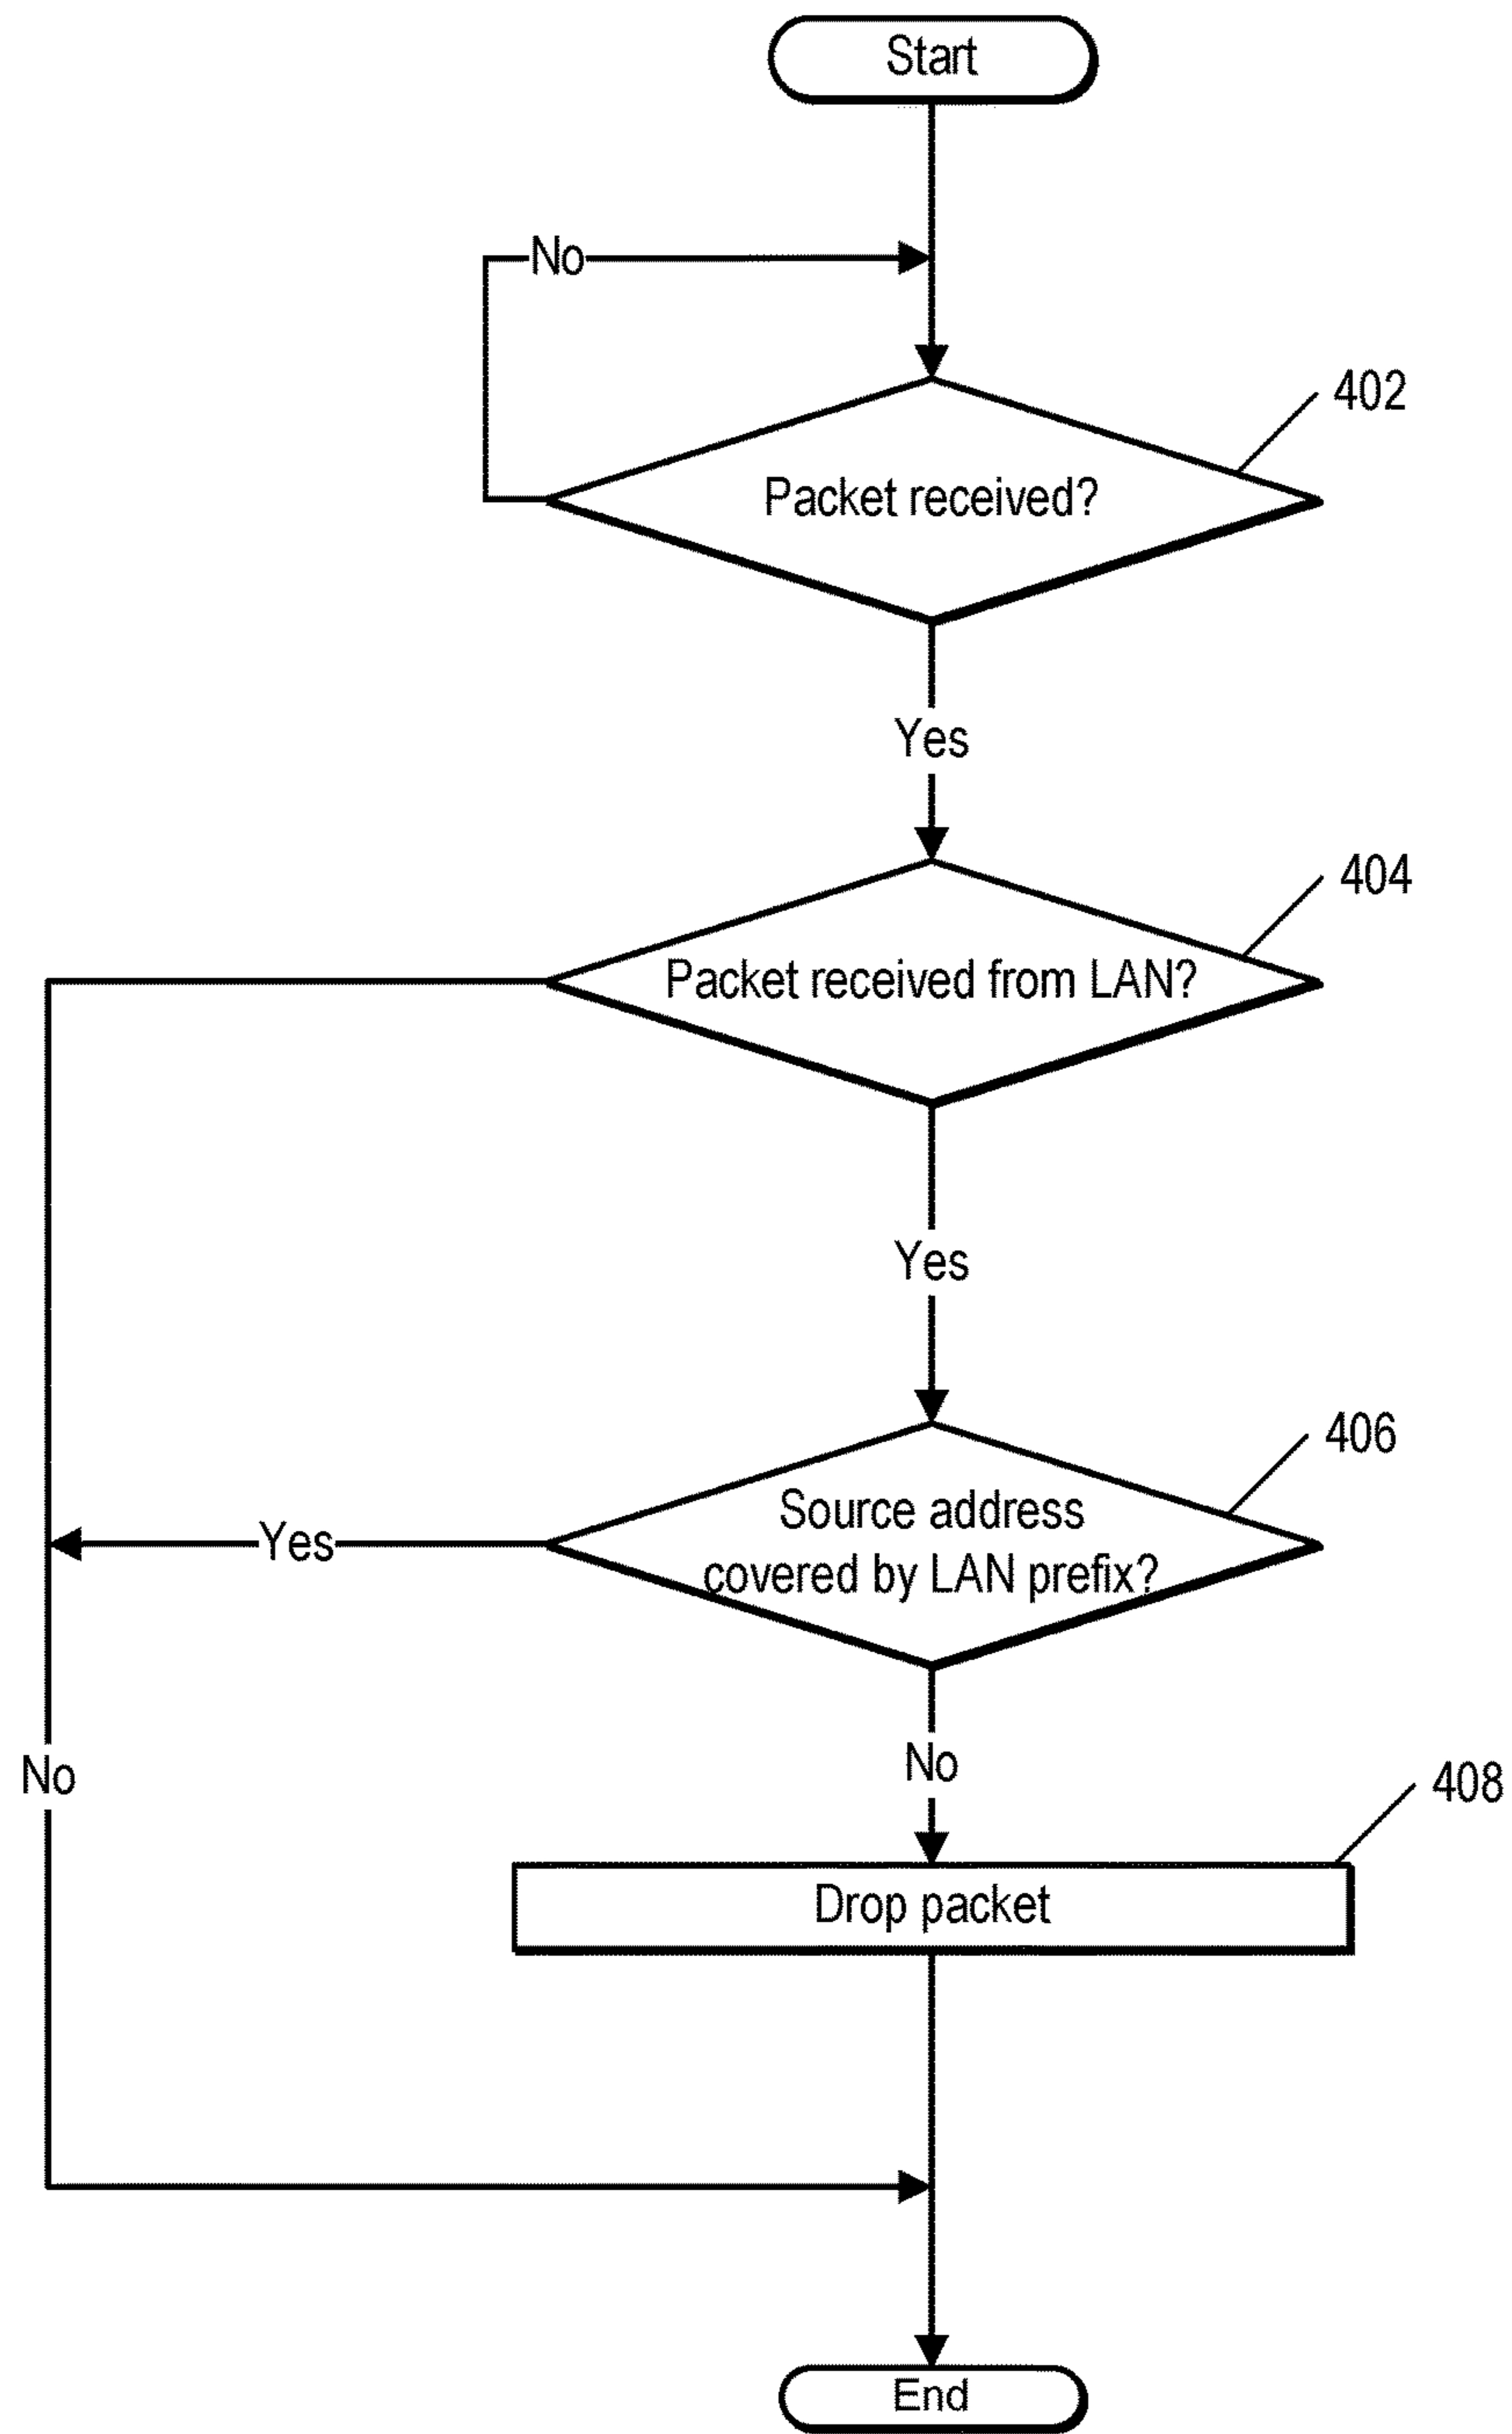 Start
No
402
Packet received?
Yes
404
Packet received from LAN?
Yes
406
Source address
covered by LAN prefix?
Yes
No
No
408
Drop packet
End